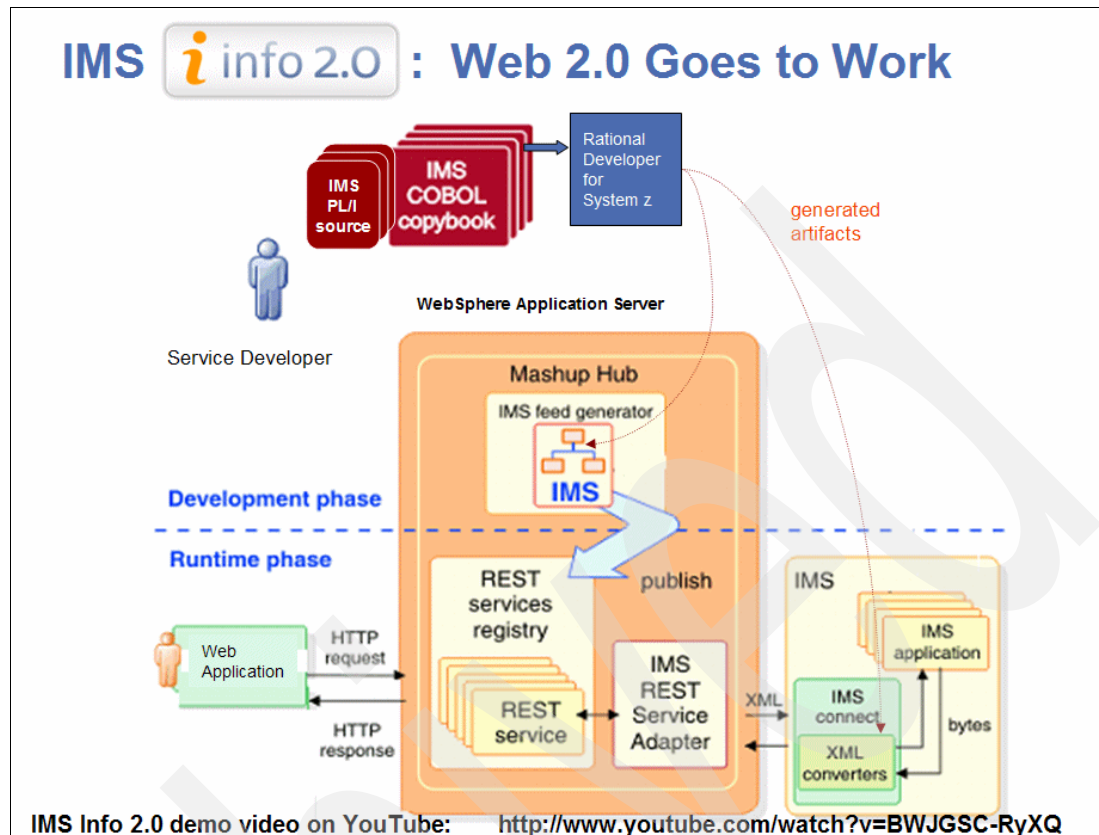 IMS i info 2.0 : Web 2.0 Goes to Work
IMS
PL/I
source
IMS
COBOL
copybook
Rational
Developer
for
System z
generated
artifacts
Service Developer
WebSphere Application Server
Mashup Hub
IMS feed generator
IMS
Development phase
Runtime phase
REST
services
registry
publish
IMS
Web
Application
HTTP
request
HTTP
response
REST
service
IMS
REST
Service
Adapter
XML
IMS
application
IMS
connect
bytes
XML
converters
IMS Info 2.0 demo video on YouTube: http://www.youtube.com/watch?v=BWJGSC-RyXQ